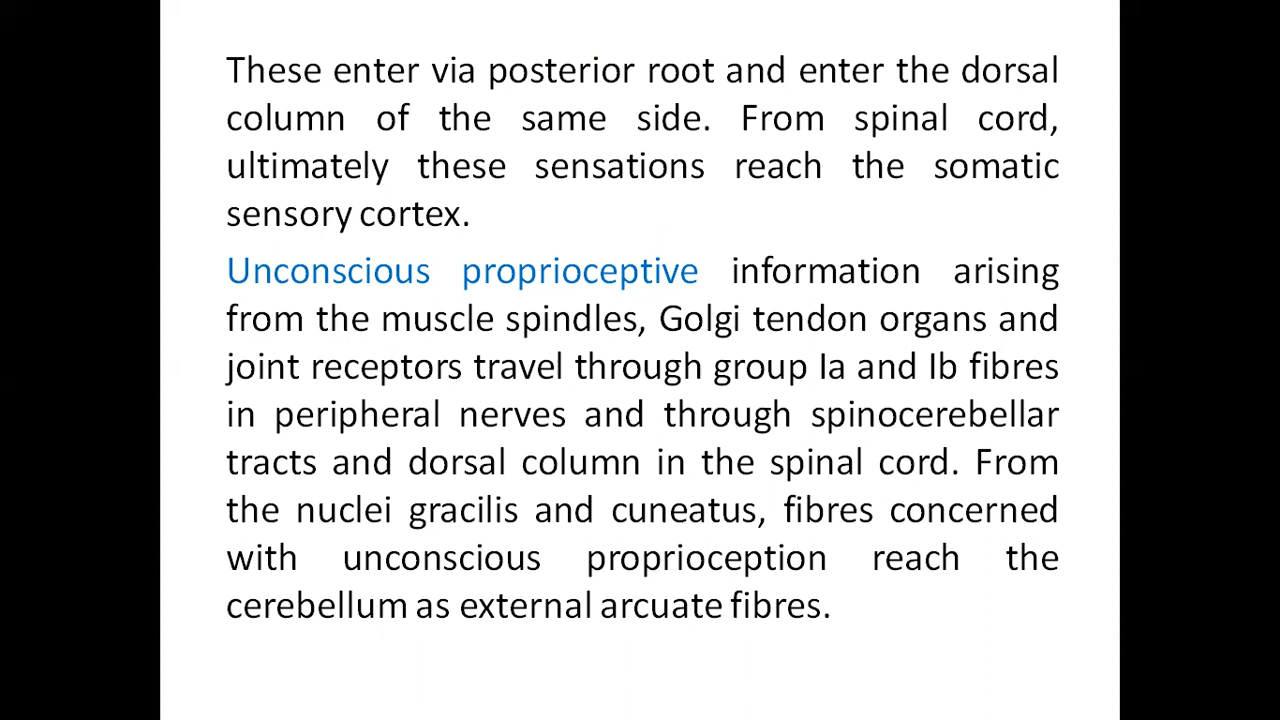 These enter via posterior root and enter the dorsal
column of the same side. From spinal cord,
ultimately these sensations reach the somatic
sensory cortex.
Unconscious proprioceptive information arising
from the muscle spindles, Golgi tendon organs and
joint receptors travel through group Ia and Ib fibres
in peripheral nerves and through spinocerebellar
tracts and dorsal column in the spinal cord. From
the nuclei gracilis and cuneatus, fibres concerned
with unconscious proprioception reach the
cerebellum as external arcuate fibres.